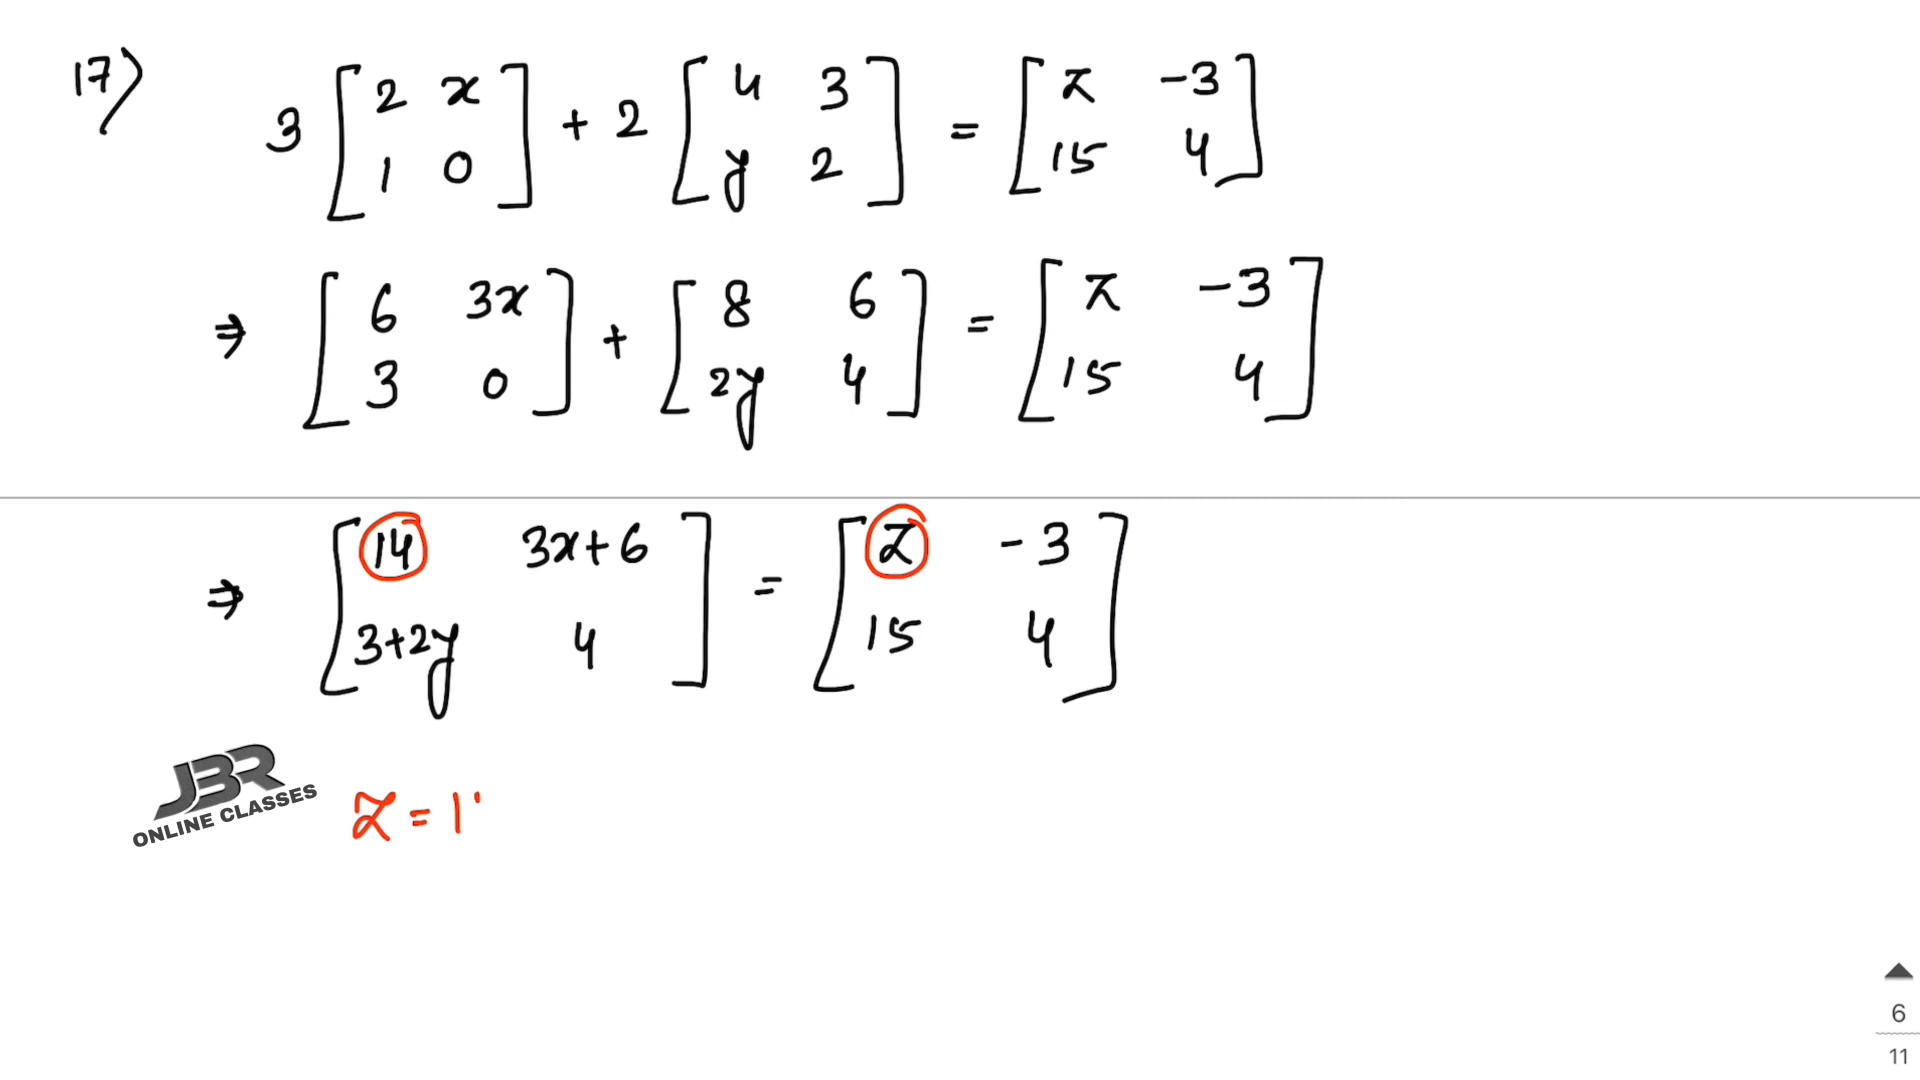 17) 3 [2 x; 1 0] + 2 [4 3; y 2] = [z -3; 15 4]
⇒ [6 3x; 3 0] + [8 6; 2y 4] = [z -3; 15 4]
⇒ [14 3x+6; 3+2y 4] = [z -3; 15 4]
JBR
ONLINE CLASSES
z = 1
6
11